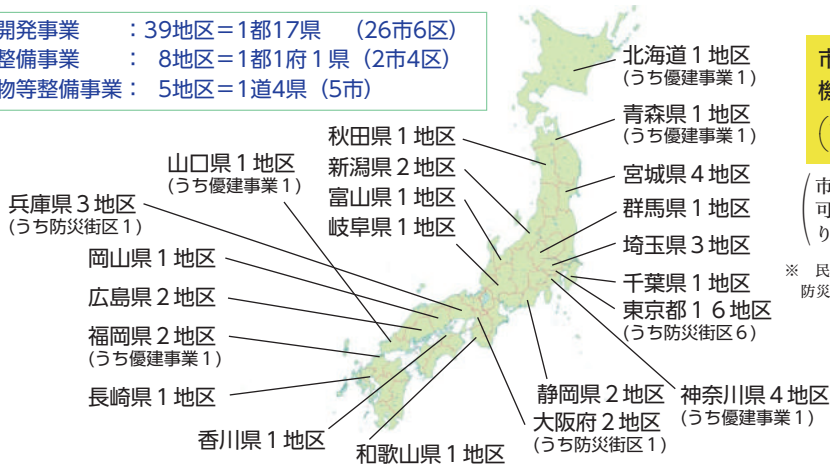 開発事業　　：39地区＝1都17県　（26市6区）
整備事業　　：　8地区＝1都1府1県（2市4区）
物等整備事業：　5地区＝1道4県（5市）
北海道１地区
（うち優建事業１）
青森県１地区
（うち優建事業１）
宮城県４地区
群馬県１地区
埼玉県３地区
千葉県１地区
東京都１６地区
（うち防災街区６）
神奈川県４地区
（うち優建事業１）
静岡県２地区
大阪府２地区
（うち防災街区１）
秋田県１地区
新潟県２地区
富山県１地区
岐阜県１地区
山口県１地区
（うち優建事業１）
兵庫県３地区
（うち防災街区１）
岡山県１地区
広島県２地区
福岡県２地区
（うち優建事業１）
長崎県１地区
香川県１地区
和歌山県１地区
市
機
（
（市
可
り
※　民
防災